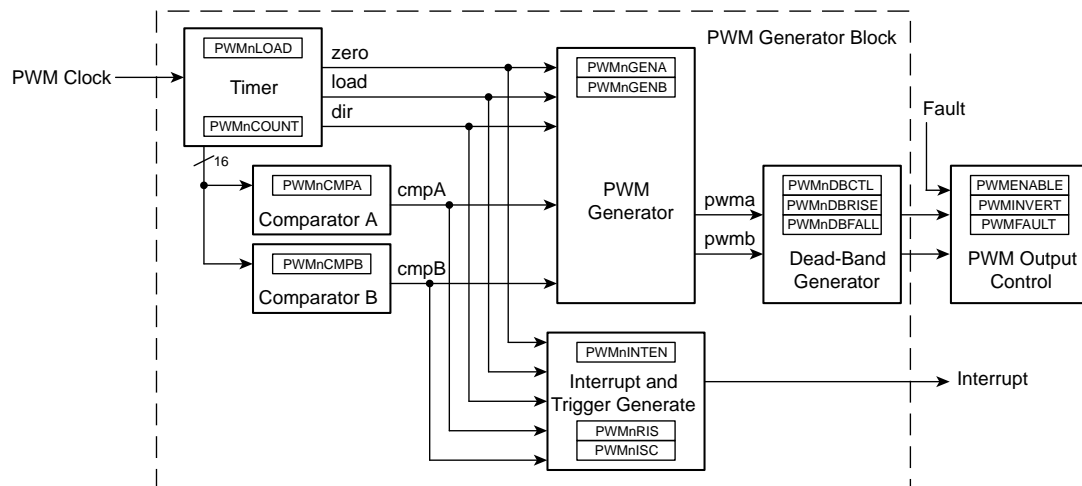 PWM Generator Block
PWM Clock
PWMnLOAD
Timer
PWMnCOUNT
zero
load
dir
16
PWMnCMPA
Comparator A
cmpA
PWMnCMPB
Comparator B
cmpB
PWMnGENA
PWMnGENB
PWM
Generator
pwma
pwmb
PWMnDBCTL
PWMnDBRISE
PWMnDBFALL
Dead-Band
Generator
Fault
PWMENABLE
PWMINVERT
PWMFAULT
PWM Output
Control
PWMnINTEN
Interrupt and
Trigger Generate
PWMnRIS
PWMnISC
Interrupt